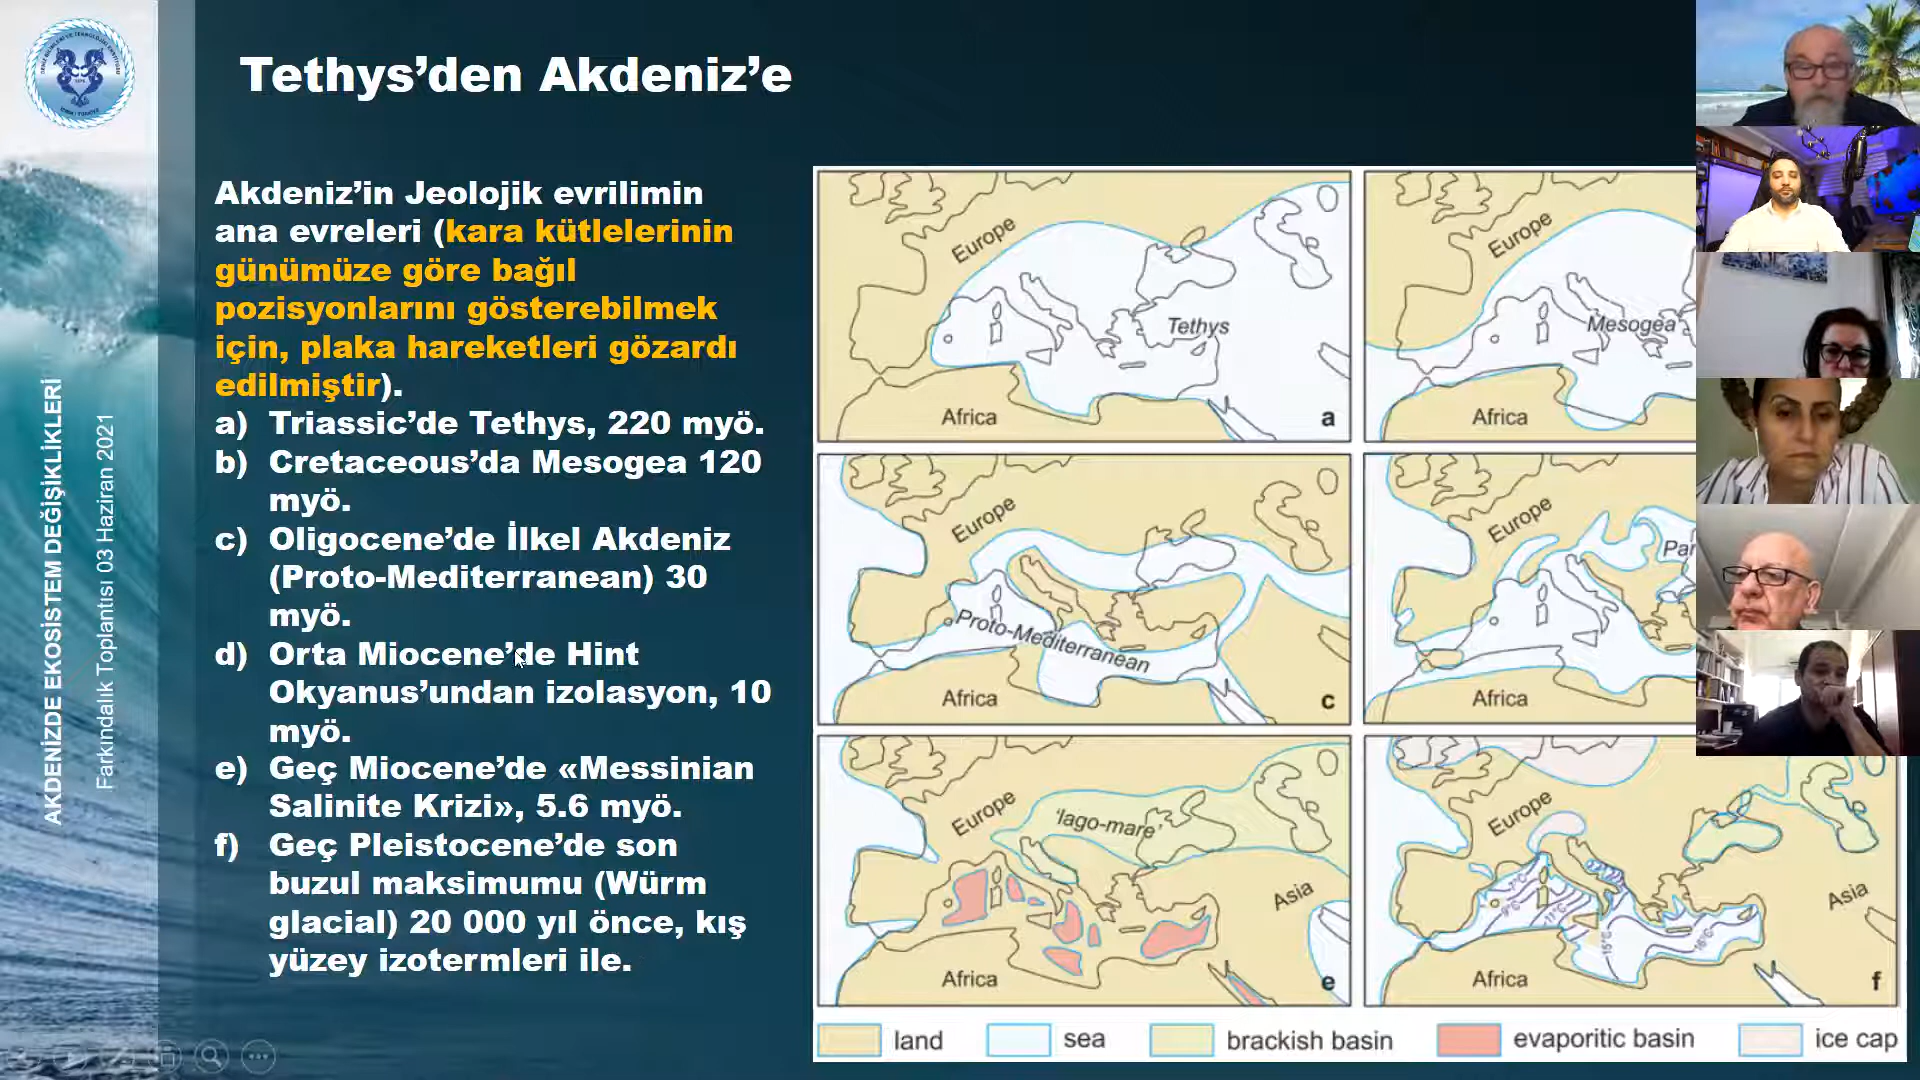 Tethys’den Akdeniz’e
Akdeniz’in Jeolojik evrilimin
ana evreleri (kara kütlelerinin
günümüze göre bağıl
pozisyonlarını gösterebilmek
için, plaka hareketleri gözardı
edilmiştir).
a) Triassic’de Tethys, 220 myö.
b) Cretaceous’da Mesogea 120
myö.
c) Oligocene’de İlkel Akdeniz
(Proto-Mediterranean) 30
myö.
d) Orta Miocene’de Hint
Okyanus’undan izolasyon, 10
myö.
e) Geç Miocene’de «Messinian
Salinite Krizi», 5.6 myö.
f) Geç Pleistocene’de son
buzul maksimumu (Würm
glacial) 20 000 yıl önce, kış
yüzey izotermleri ile.
AKDENİZDE EKOSİSTEM DEĞİŞİKLİKLERİ
Farkındalık Toplantısı 03 Haziran 2021
Europe
Tethys
Africa
a
Europe
Mesogea
Africa
Europe
Proto-Mediterranean
Africa
c
Europe
Par
Africa
Europe
‘lago-mare’
Asia
Africa
e
Europe
Asia
9°C
11°C
15°C
Africa
f
land
sea
brackish basin
evaporitic basin
ice cap